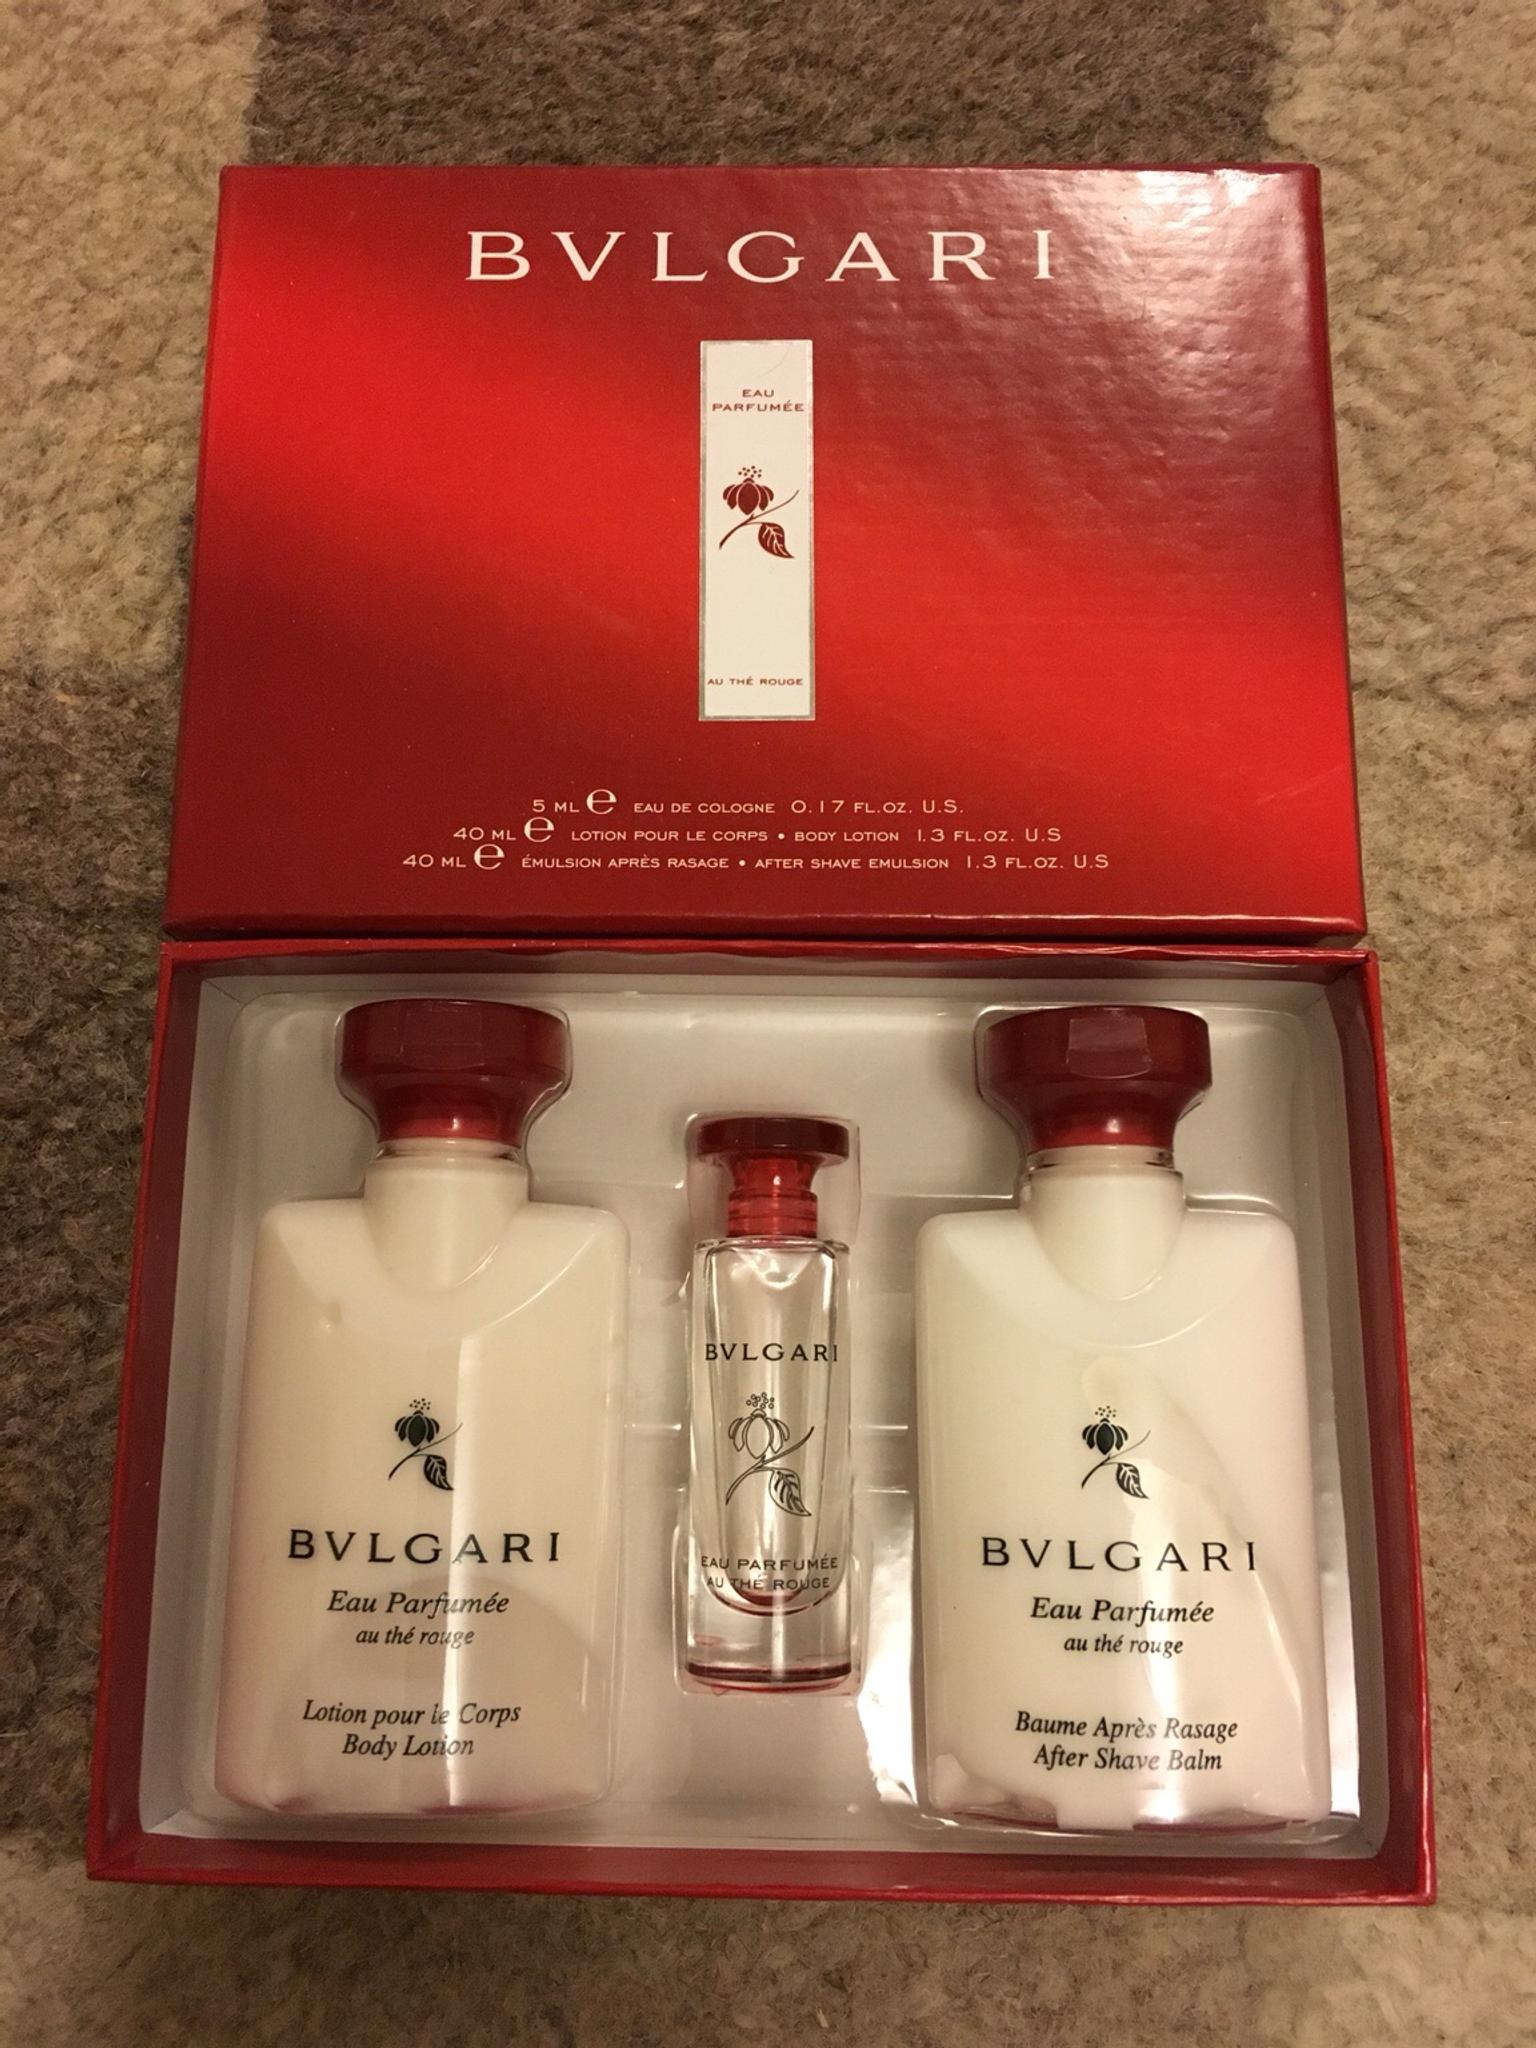 BVLGARI
EAU
PARFUMÉE
AU THÉ ROUGE
5 ML e EAU DE COLOGNE 0.17 FL.OZ. U.S.
40 ML e LOTION POUR LE CORPS • BODY LOTION 1.3 FL.OZ. U.S
40 ML e ÉMULSION APRÈS RASAGE • AFTER SHAVE EMULSION 1.3 FL.OZ. U.S
BVLGARI
Eau Parfumée
au thé rouge
Lotion pour le Corps
Body Lotion
BVLGARI
EAU PARFUMÉE
AU THÉ ROUGE
BVLGARI
Eau Parfumée
au thé rouge
Baume Après Rasage
After Shave Balm